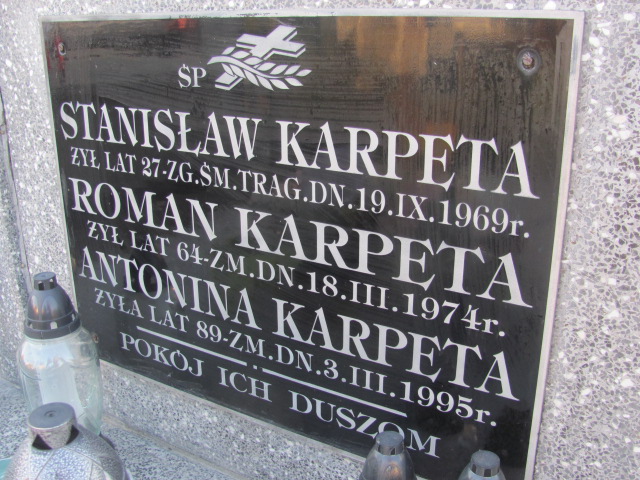 ŚP
STANISŁAW KARPETA
ŻYŁ LAT 27-ZG.ŚM.TRAG.DN.19.IX.1969r.
ROMAN KARPETA
ŻYŁ LAT 64-ZM.DN.18.III.1974r.
ANTONINA KARPETA
ŻYŁA LAT 89-ZM.DN.3.III.1995r.
POKÓJ ICH DUSZOM